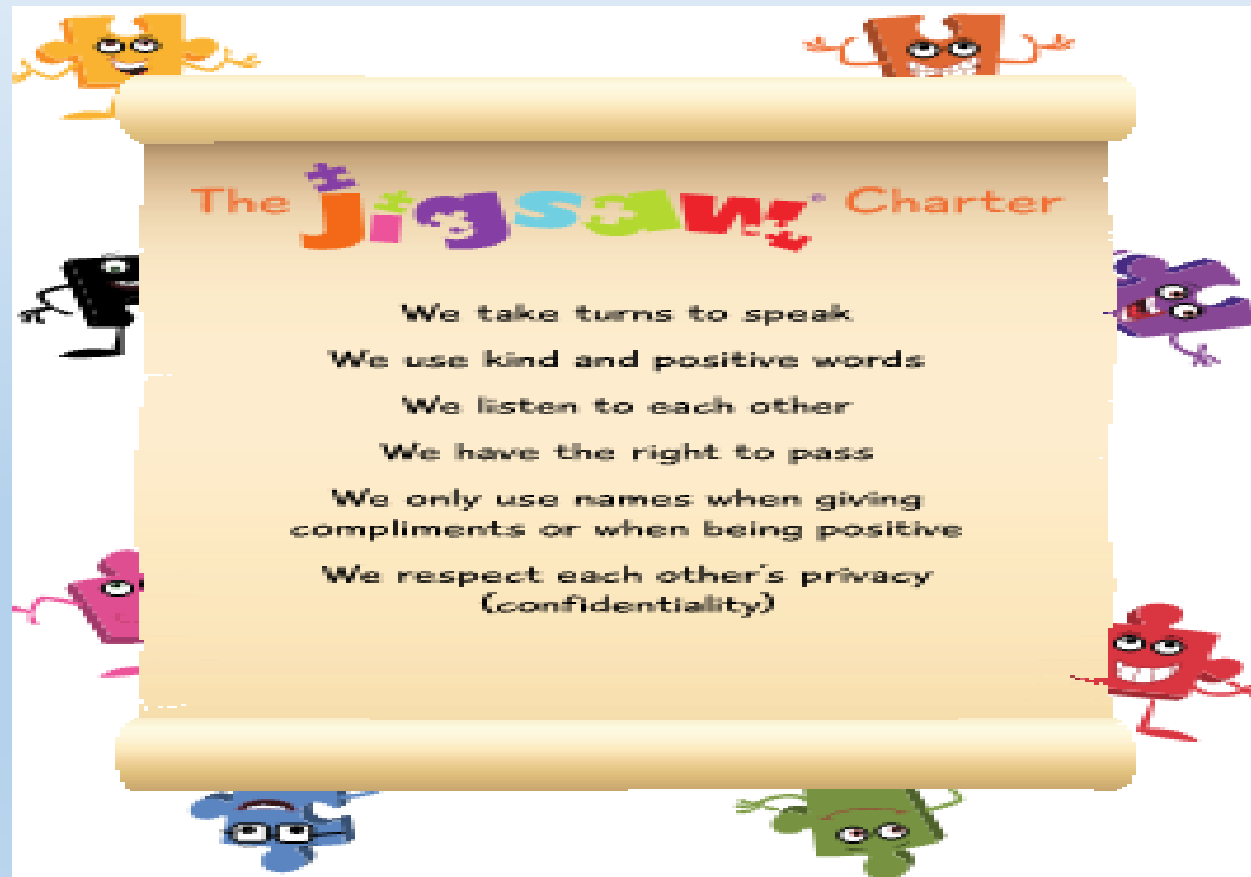 The jigsaw® Charter
We take turns to speak
We use kind and positive words
We listen to each other
We have the right to pass
We only use names when giving
compliments or when being positive
We respect each other's privacy
(confidentiality)